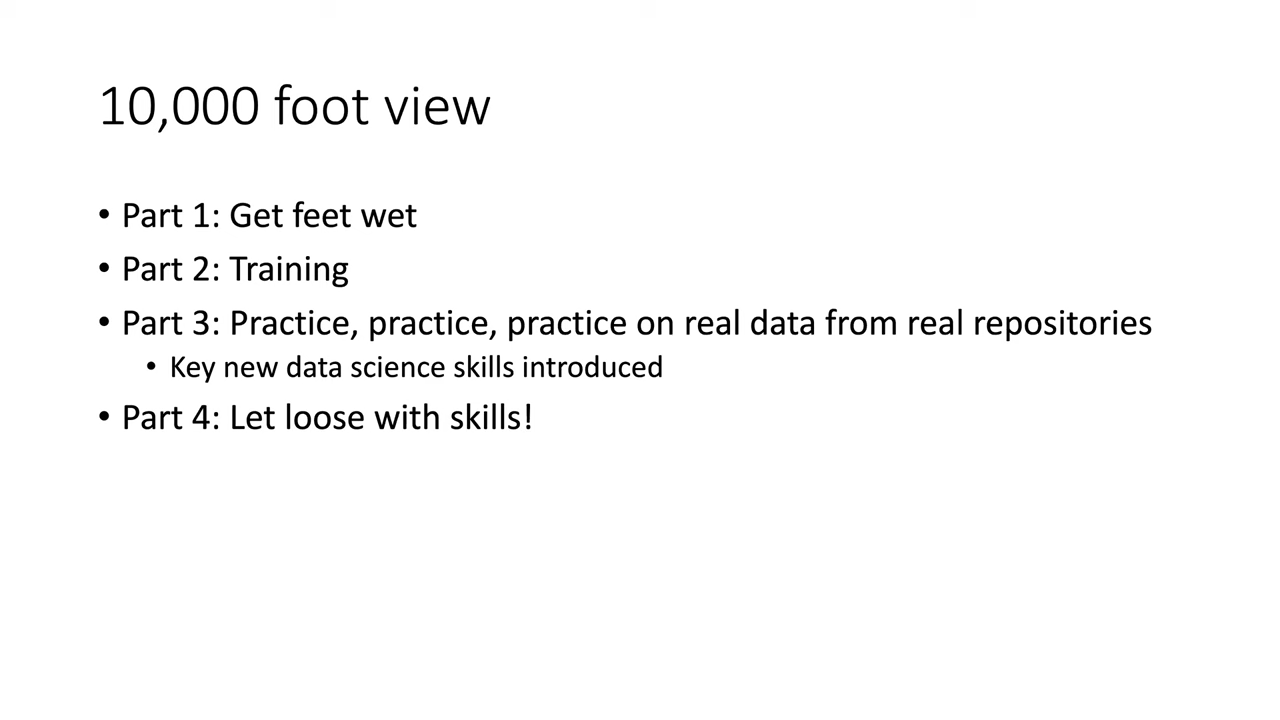 10,000 foot view
• Part 1: Get feet wet
• Part 2: Training
• Part 3: Practice, practice, practice on real data from real repositories
• Key new data science skills introduced
• Part 4: Let loose with skills!